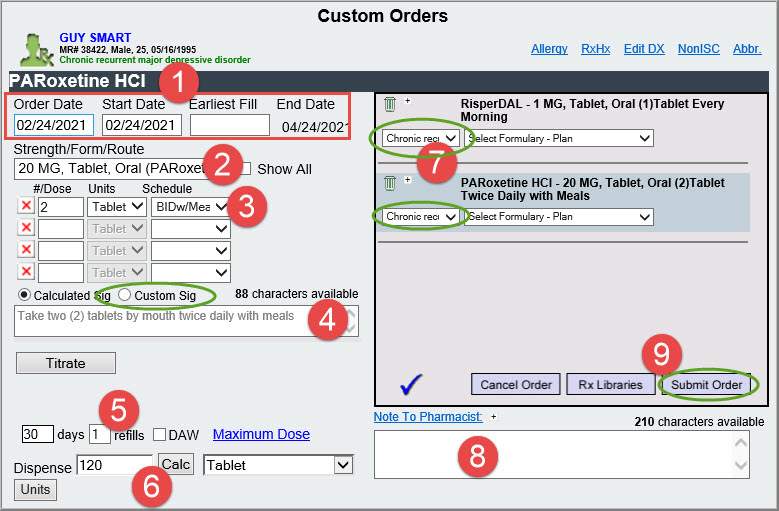 Custom Orders
GUY SMART
MR# 38422, Male, 25, 05/16/1995
Chronic recurrent major depressive disorder
Allergy RxHx Edit DX NonISC Abbr.
PARoxetine HCl 1
Order Date Start Date Earliest Fill End Date
02/24/2021 02/24/2021 04/24/2021
Strength/Form/Route
20 MG, Tablet, Oral (PARoxet 2 Show All
#/Dose Units Schedule
2 Tablet BIDw/Mea 3
Tablet
Tablet
Tablet
Calculated Sig Custom Sig 88 characters available
Take two (2) tablets by mouth twice daily with meals 4
Titrate
5
30 days 1 refills DAW Maximum Dose
Dispense 120 Calc Tablet
6
Units
+ RisperDAL - 1 MG, Tablet, Oral (1)Tablet Every
Morning
Chronic recu Select Formulary - Plan
7
+ PARoxetine HCl - 20 MG, Tablet, Oral (2)Tablet
Twice Daily with Meals
Chronic recu Select Formulary - Plan
9
Cancel Order Rx Libraries Submit Order
Note To Pharmacist: + 210 characters available
8